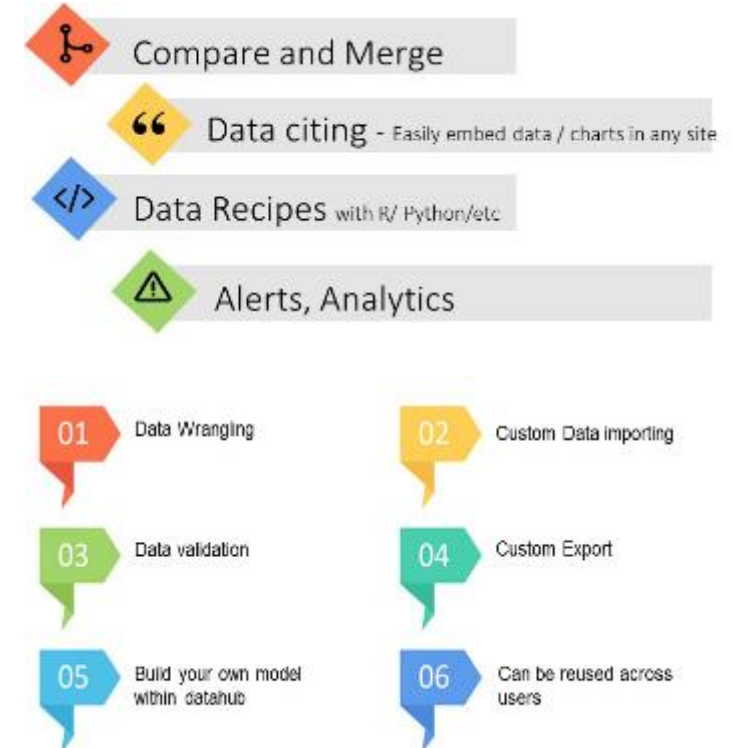 Compare and Merge
“ Data citing - Easily embed data / charts in any site
</> Data Recipes with R/ Python/etc
Alerts, Analytics
01 Data Wrangling
02 Custom Data importing
03 Data validation
04 Custom Export
05 Build your own model
within datahub
06 Can be reused across
users